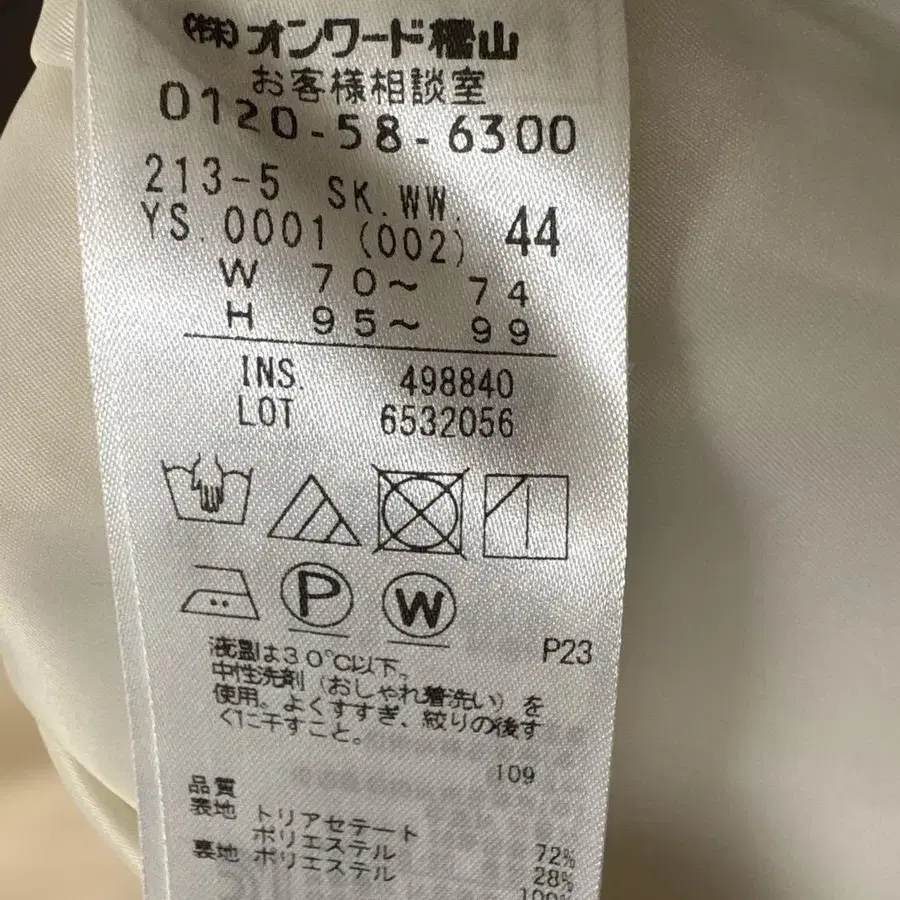 (株)オンワード樫山
お客様相談室
0120-58-6300
213-5 SK.WW.
YS.0001 (002) 44
W 70～ 74
H 95～ 99
INS. 498840
LOT 6532056
P
W
P23
液温は30℃以下。
中性洗剤（おしゃれ着洗い）を
使用。よくすすぎ、絞りの後す
ぐに干すこと。
109
品質
表地 トリアセテート 72%
ポリエステル 28%
裏地 ポリエステル 100%